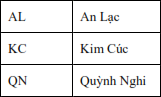 AL An Lạc
KC Kim Cúc
QN Quỳnh Nghi